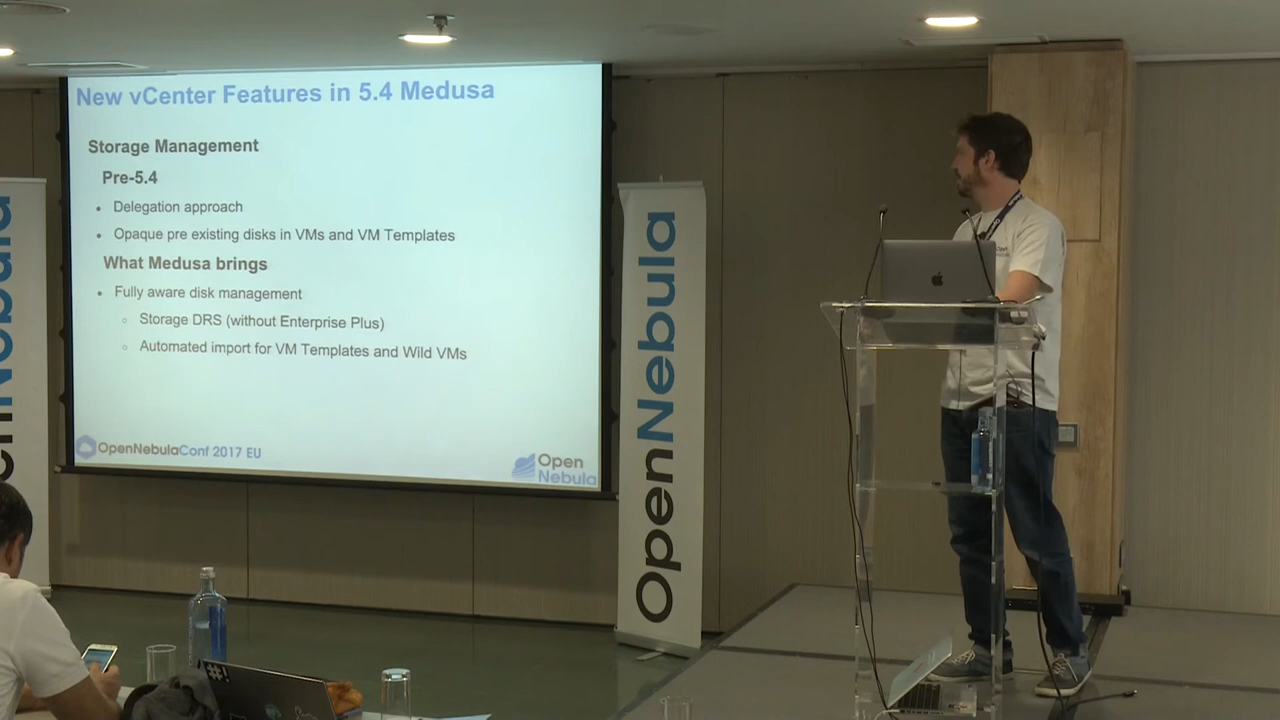 New vCenter Features in 5.4 Medusa
Storage Management
Pre-5.4
• Delegation approach
• Opaque pre existing disks in VMs and VM Templates
What Medusa brings
• Fully aware disk management
○ Storage DRS (without Enterprise Plus)
○ Automated import for VM Templates and Wild VMs
OpenNebulaConf 2017 EU
Open
Nebula
OpenNebula
enNebula